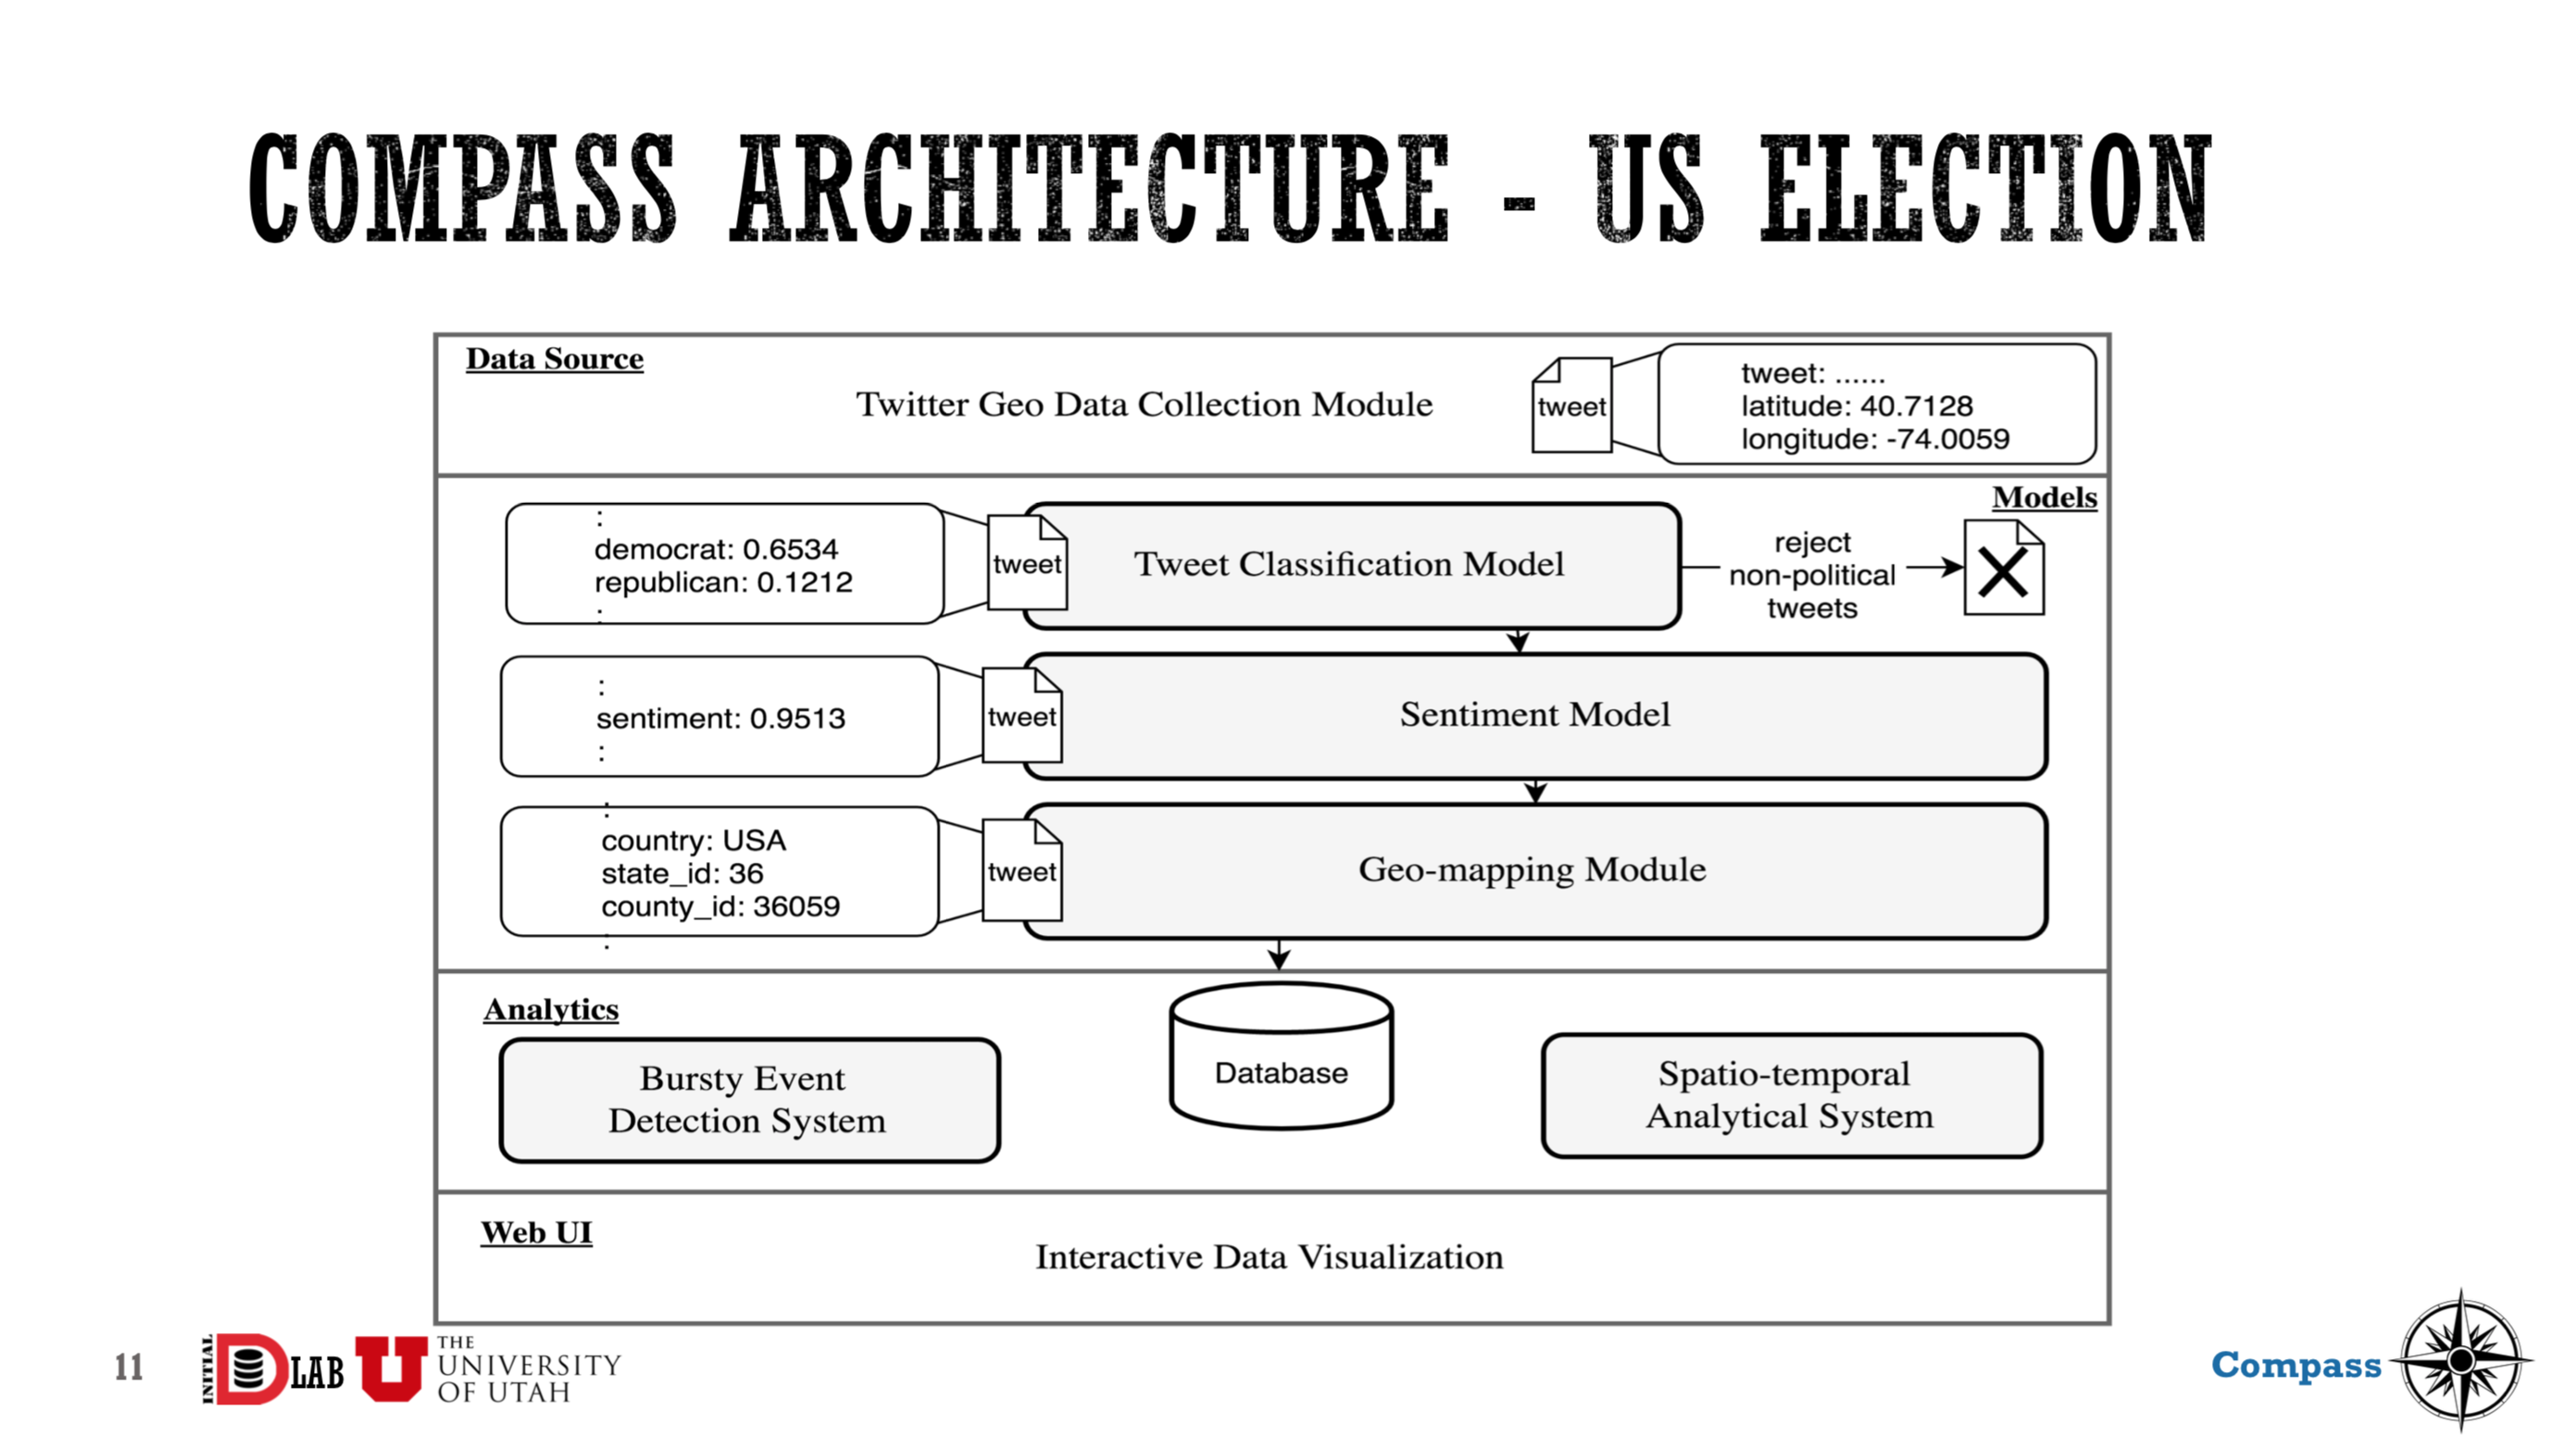 COMPASS ARCHITECTURE - US ELECTION
Data Source
Twitter Geo Data Collection Module
tweet
tweet: ......
latitude: 40.7128
longitude: -74.0059
Models
:
democrat: 0.6534
republican: 0.1212
:
tweet
Tweet Classification Model
reject
non-political
tweets
:
sentiment: 0.9513
:
tweet
Sentiment Model
:
country: USA
state_id: 36
county_id: 36059
:
tweet
Geo-mapping Module
Analytics
Bursty Event
Detection System
Database
Spatio-temporal
Analytical System
Web UI
Interactive Data Visualization
11
INITIAL
D LAB
U
THE
UNIVERSITY
OF UTAH
Compass